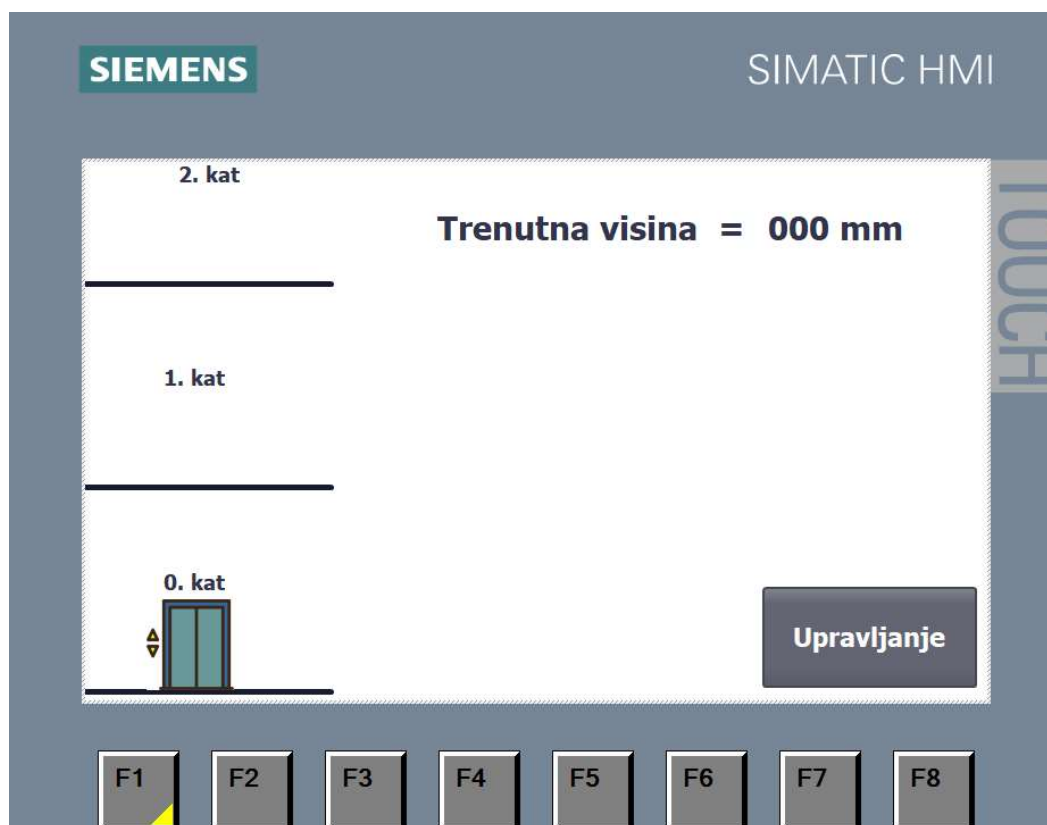 SIEMENS
SIMATIC HMI
TOUCH
2. kat
Trenutna visina = 000 mm
1. kat
0. kat
Upravljanje
F1 F2 F3 F4 F5 F6 F7 F8